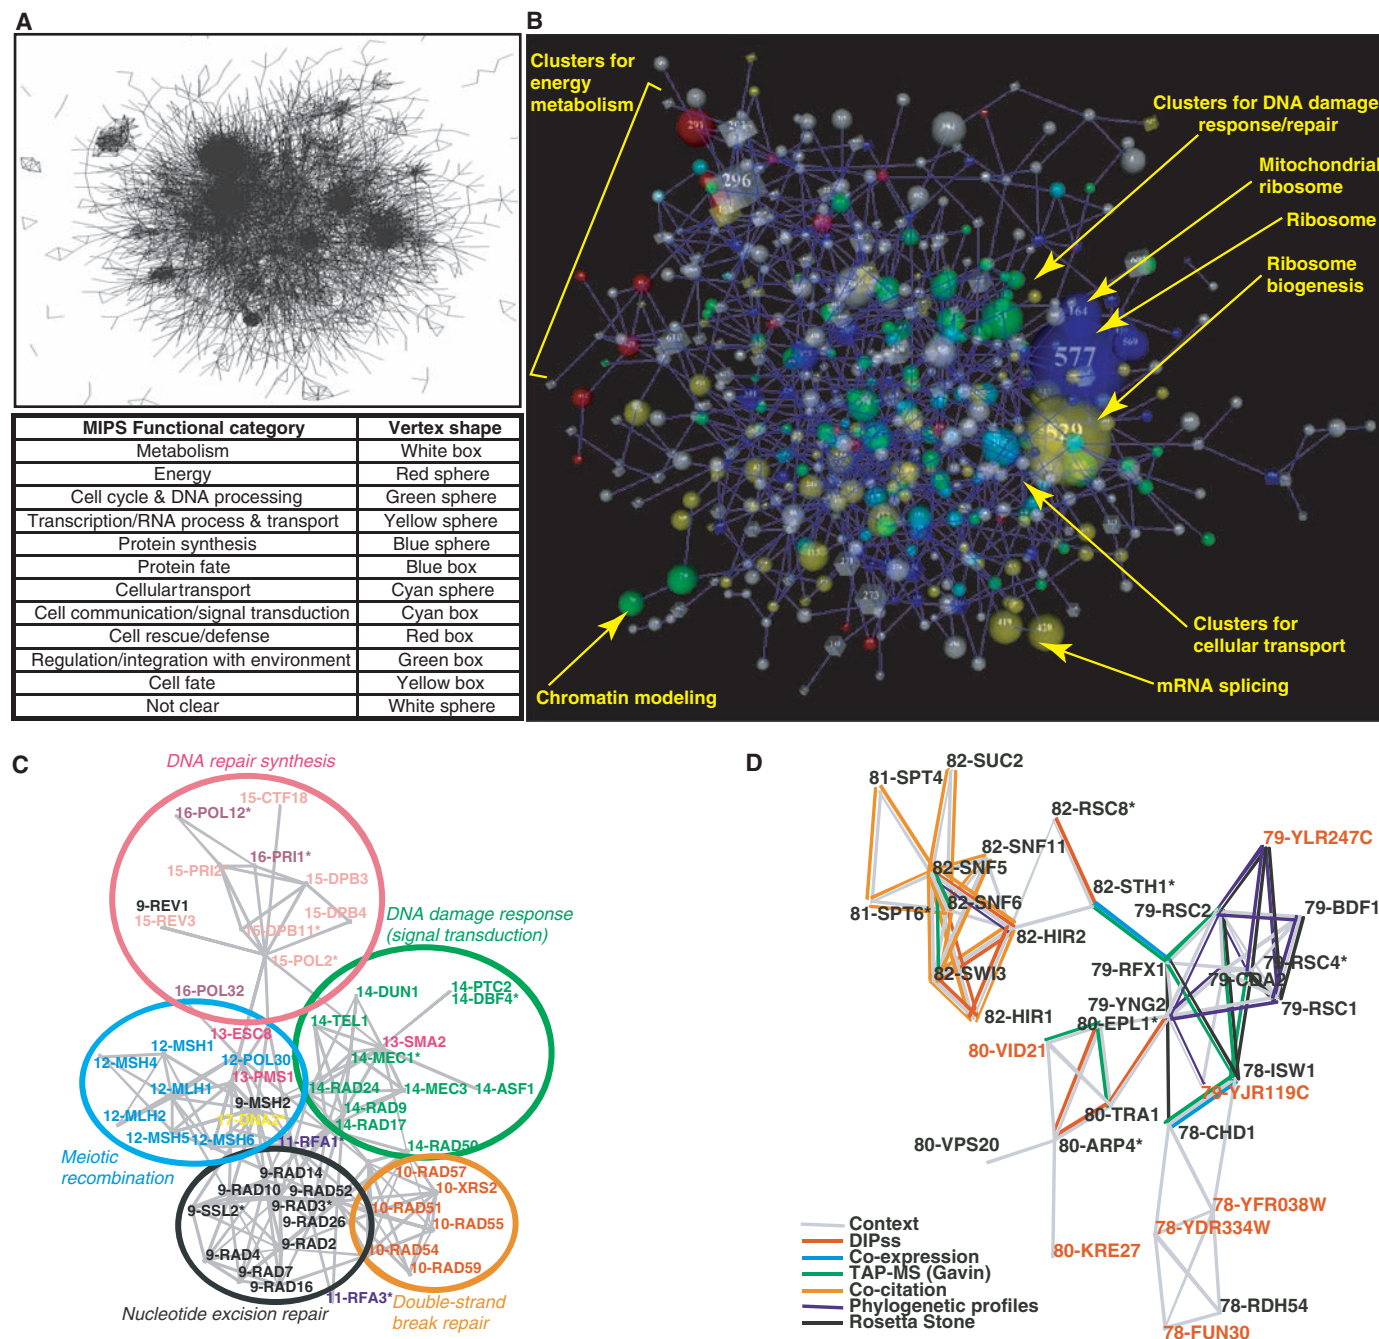 A
B
Clusters for
energy
metabolism
Clusters for DNA damage
response/repair
Mitochondrial
ribosome
Ribosome
Ribosome
biogenesis
296
577
164
569
529
419
428
273
Clusters for
cellular transport
mRNA splicing
Chromatin modeling
MIPS Functional category Vertex shape
Metabolism White box
Energy Red sphere
Cell cycle & DNA processing Green sphere
Transcription/RNA process & transport Yellow sphere
Protein synthesis Blue sphere
Protein fate Blue box
Cellulartransport Cyan sphere
Cell communication/signal transduction Cyan box
Cell rescue/defense Red box
Regulation/integration with environment Green box
Cell fate Yellow box
Not clear White sphere
C
DNA repair synthesis
15-CTF18
16-POL12*
16-PRI1*
15-PRI2*
15-DPB3
9-REV1
15-REV3
15-DPB4
15-DPB11*
15-POL2*
16-POL32
DNA damage response
(signal transduction)
14-DUN1
14-PTC2
14-DBF4*
14-TEL1
13-SMA2
14-MEC1*
14-RAD24
14-MEC3
14-ASF1
14-RAD9
14-RAD17
14-RAD50
13-ESC8
12-MSH1
12-MSH4
12-POL30
13-PMS1
12-MLH1
9-MSH2
12-MLH2
17-DNA2*
12-MSH5
12-MSH6
11-RFA1*
Meiotic
recombination
9-RAD14
9-RAD10
9-RAD52
9-SSL2*
9-RAD3*
9-RAD26
9-RAD2
9-RAD4
9-RAD7
9-RAD16
11-RFA3*
Nucleotide excision repair
10-RAD57
10-XRS2
10-RAD51
10-RAD55
10-RAD54
10-RAD59
Double-strand
break repair
D
82-SUC2
81-SPT4
82-RSC8*
82-SNF11
79-YLR247C
82-SNF5
82-STH1*
82-SNF6
81-SPT6*
79-RSC2
79-BDF1
82-HIR2
79-RSC4*
82-SWI3
79-RFX1
79-CDA2
79-YNG2
79-RSC1
82-HIR1
80-EPL1*
80-VID21
78-ISW1
79-YJR119C
80-TRA1
78-CHD1
80-VPS20
80-ARP4*
78-YFR038W
78-YDR334W
80-KRE27
78-RDH54
78-FUN30
Context
DIPss
Co-expression
TAP-MS (Gavin)
Co-citation
Phylogenetic profiles
Rosetta Stone